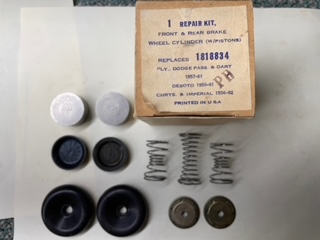 1 REPAIR KIT,
FRONT & REAR BRAKE
WHEEL CYLINDER (W/PISTONS)
REPLACES 1818834
PLY., DODGE PASS. & DART
1957-61
DESOTO 1955-61
CHRYS. & IMPERIAL 1956-62
PRINTED IN U.S.A
PH